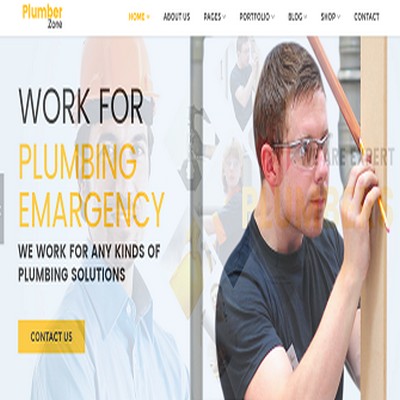 Plumber
Zone
HOME
ABOUT US
PAGES
PORTFOLIO
BLOG
SHOP
CONTACT
WORK FOR
PLUMBING
EMARGENCY
WE WORK FOR ANY KINDS OF
PLUMBING SOLUTIONS
CONTACT US
ARE EXPERT